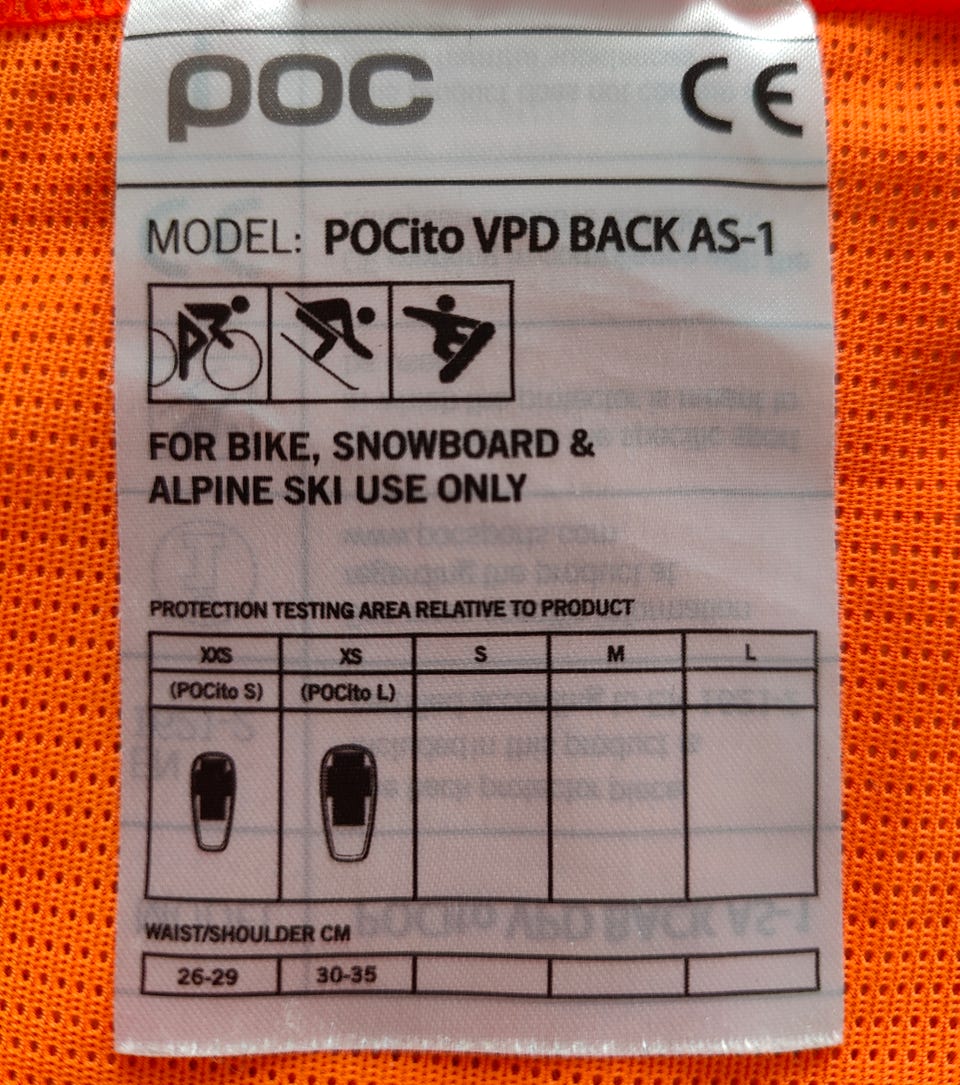 poc CE
MODEL: POCito VPD BACK AS-1
FOR BIKE, SNOWBOARD &
ALPINE SKI USE ONLY
PROTECTION TESTING AREA RELATIVE TO PRODUCT
XXS XS S M L
(POCito S) (POCito L)
WAIST/SHOULDER CM
26-29 30-35